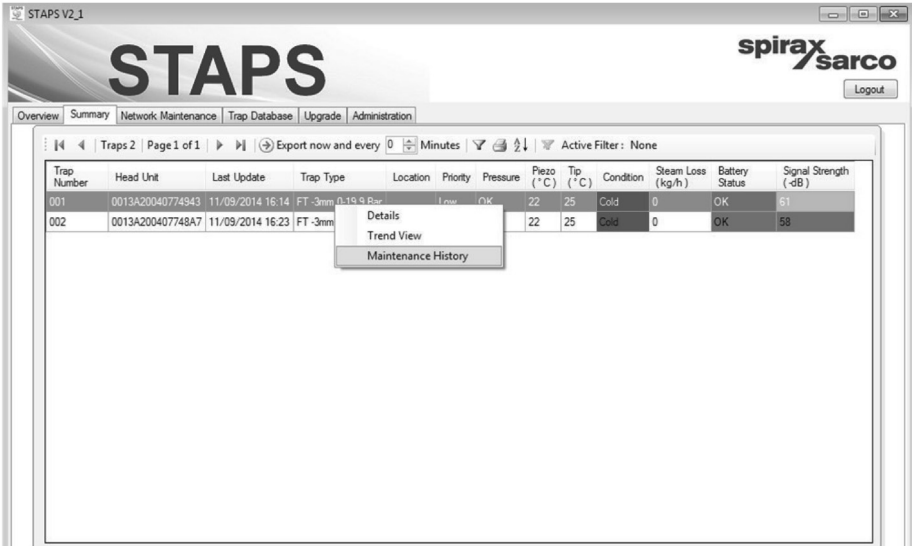 STAPS V2_1
STAPS
spirax
sarco
Logout
Overview Summary Network Maintenance Trap Database Upgrade Administration
Traps 2 Page 1 of 1 Export now and every 0 Minutes Active Filter : None
Trap Number Head Unit Last Update Trap Type Location Priority Pressure Piezo (°C) Tip (°C) Condition Steam Loss (kg/h) Battery Status Signal Strength (-dB)
001 0013A20040774943 11/09/2014 16:14 FT -3mm 0-19.9 Bar Low OK 22 25 Cold 0 OK 61
002 0013A200407748A7 11/09/2014 16:23 FT -3mm 22 25 Cold 0 OK 58
Details
Trend View
Maintenance History